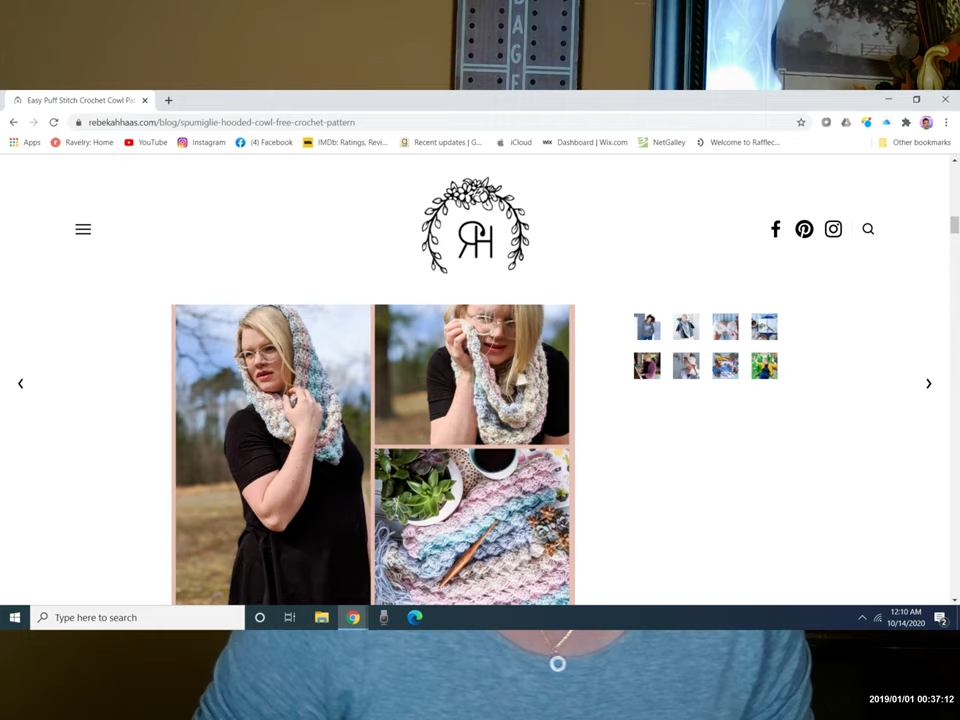 DAGE
Easy Puff Stitch Crochet Cowl Pa
rebekahhaas.com/blog/spumiglie-hooded-cowl-free-crochet-pattern
Apps Ravelry: Home YouTube Instagram (4) Facebook IMDb: Ratings, Revi... Recent updates | G... iCloud Dashboard | Wix.com NetGalley Welcome to Rafflec... Other bookmarks
RH
Type here to search
12:10 AM
10/14/2020
2
2019/01/01 00:37:12